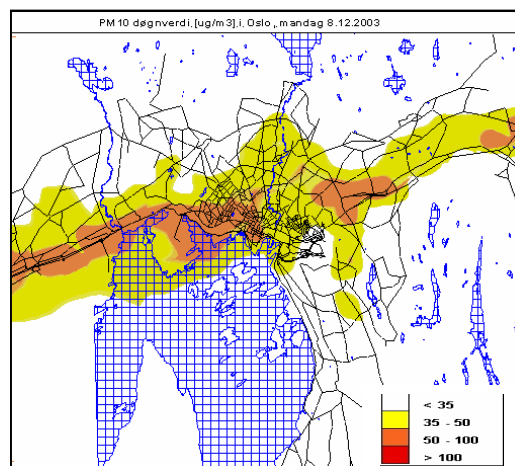 PM10 døgnverdi, [ug/m3], i, Oslo, , mandag 8.12.2003
< 35
35 - 50
50 - 100
> 100